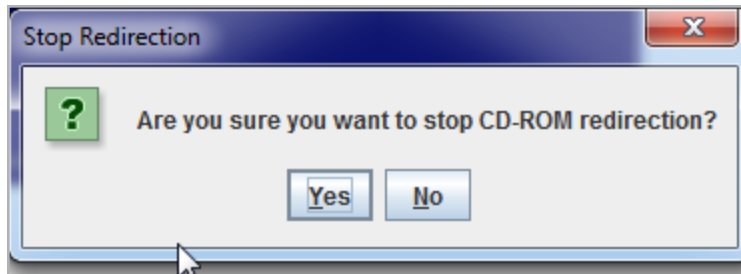 Stop Redirection
Are you sure you want to stop CD-ROM redirection?
Yes No